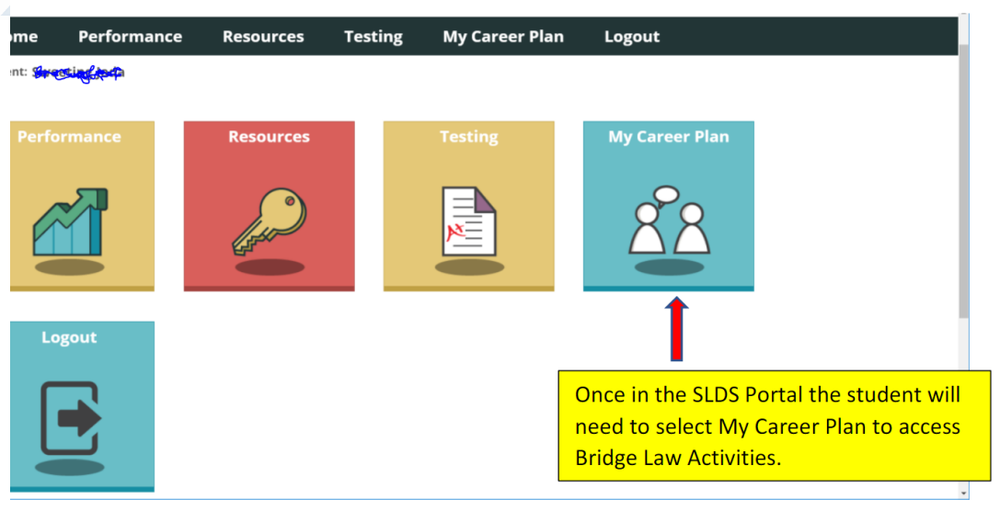 ome Performance Resources Testing My Career Plan Logout
ent:
Performance Resources Testing My Career Plan
A+
Logout
Once in the SLDS Portal the student will
need to select My Career Plan to access
Bridge Law Activities.